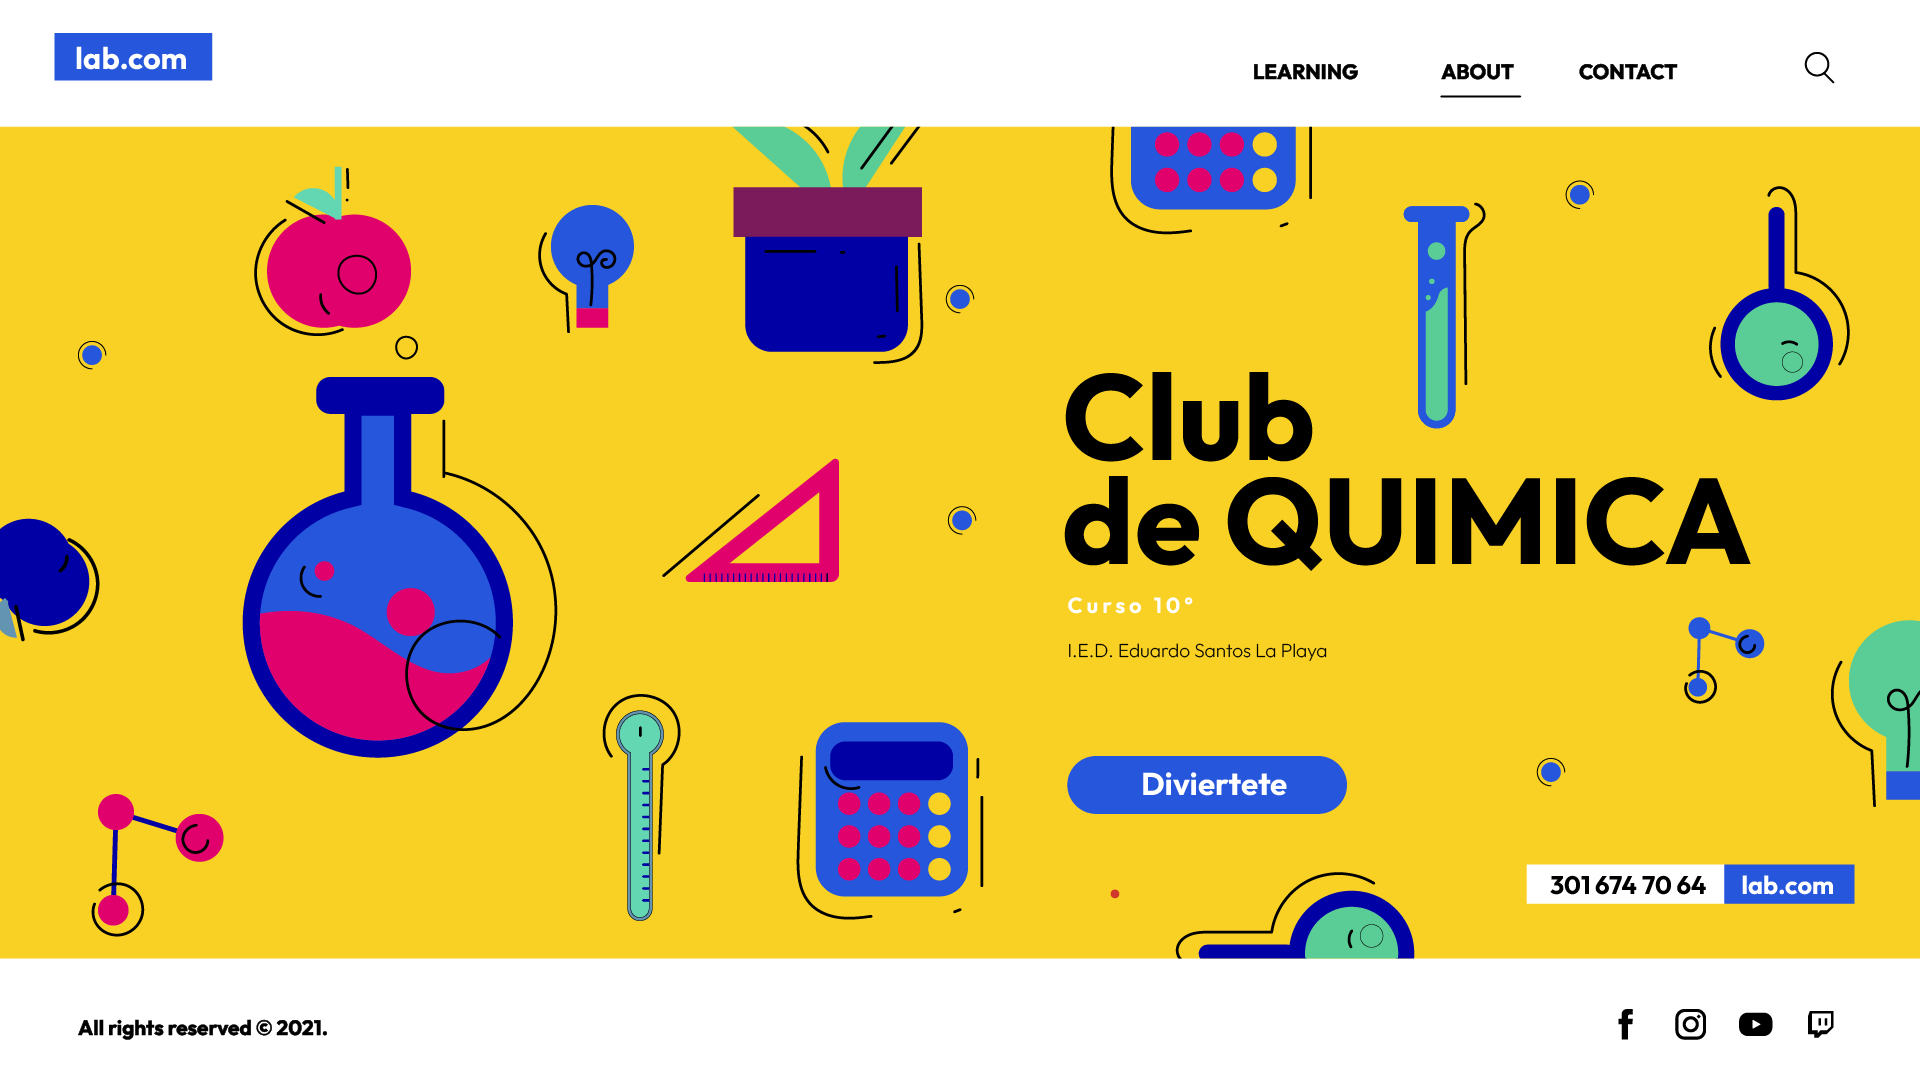 lab.com
LEARNING ABOUT CONTACT
Club
de QUIMICA
Curso 10°
I.E.D. Eduardo Santos La Playa
Diviertete
301 674 70 64 lab.com
All rights reserved © 2021.